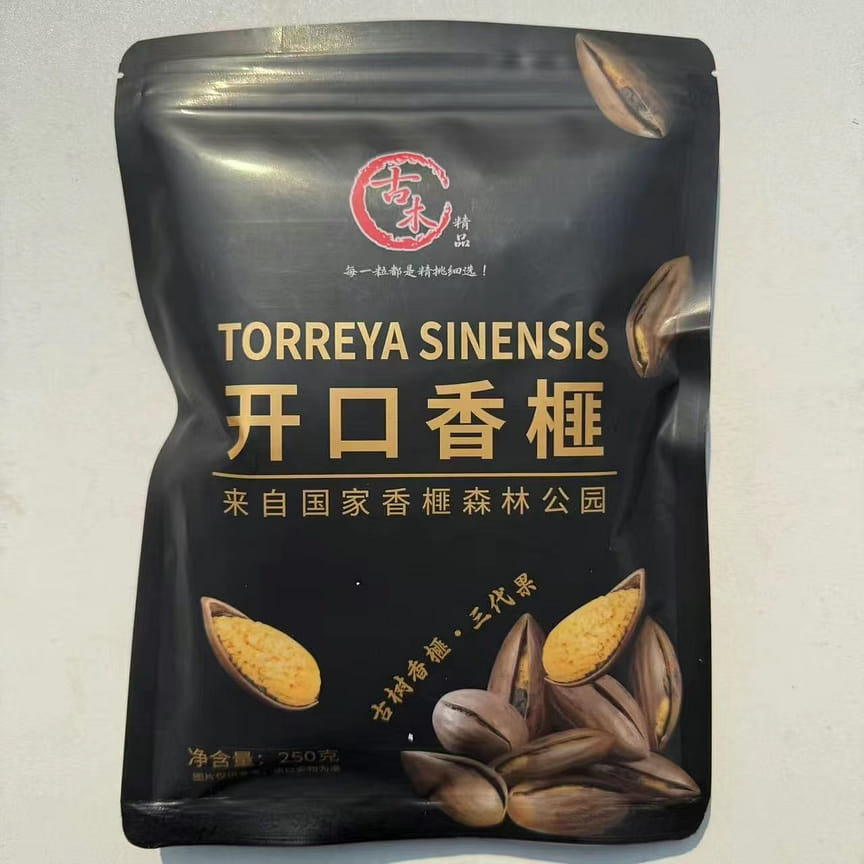 古木
精品
每一粒都是精挑细选！
TORREYA SINENSIS
开口香榧
来自国家香榧森林公园
古树香榧·三代果
净含量：250克